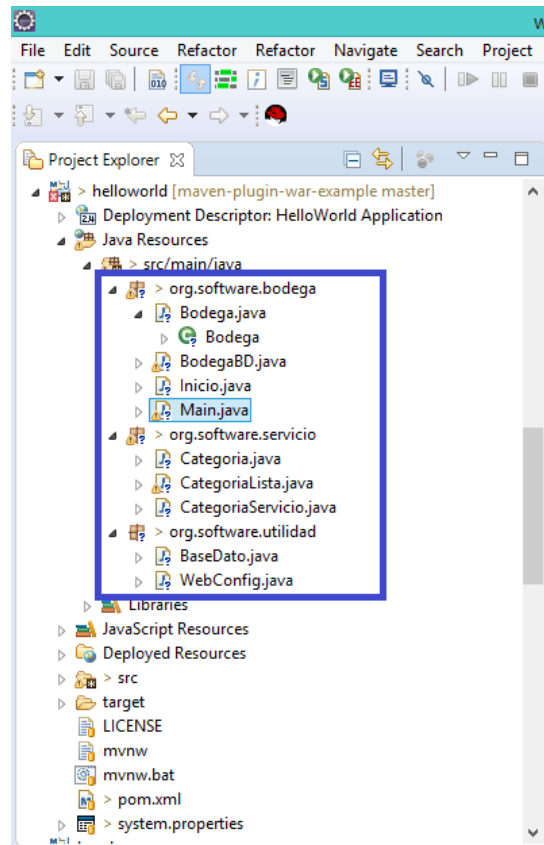 W
File Edit Source Refactor Refactor Navigate Search Project
010
Project Explorer
> helloworld [maven-plugin-war-example master]
2,4 Deployment Descriptor: HelloWorld Application
Java Resources
> src/main/java
> org.software.bodega
Bodega.java
Bodega
BodegaBD.java
Inicio.java
Main.java
> org.software.servicio
Categoria.java
CategoriaLista.java
CategoriaServicio.java
> org.software.utilidad
BaseDato.java
WebConfig.java
Libraries
JavaScript Resources
Deployed Resources
> src
target
LICENSE
mvnw
mvnw.bat
> pom.xml
> system.properties